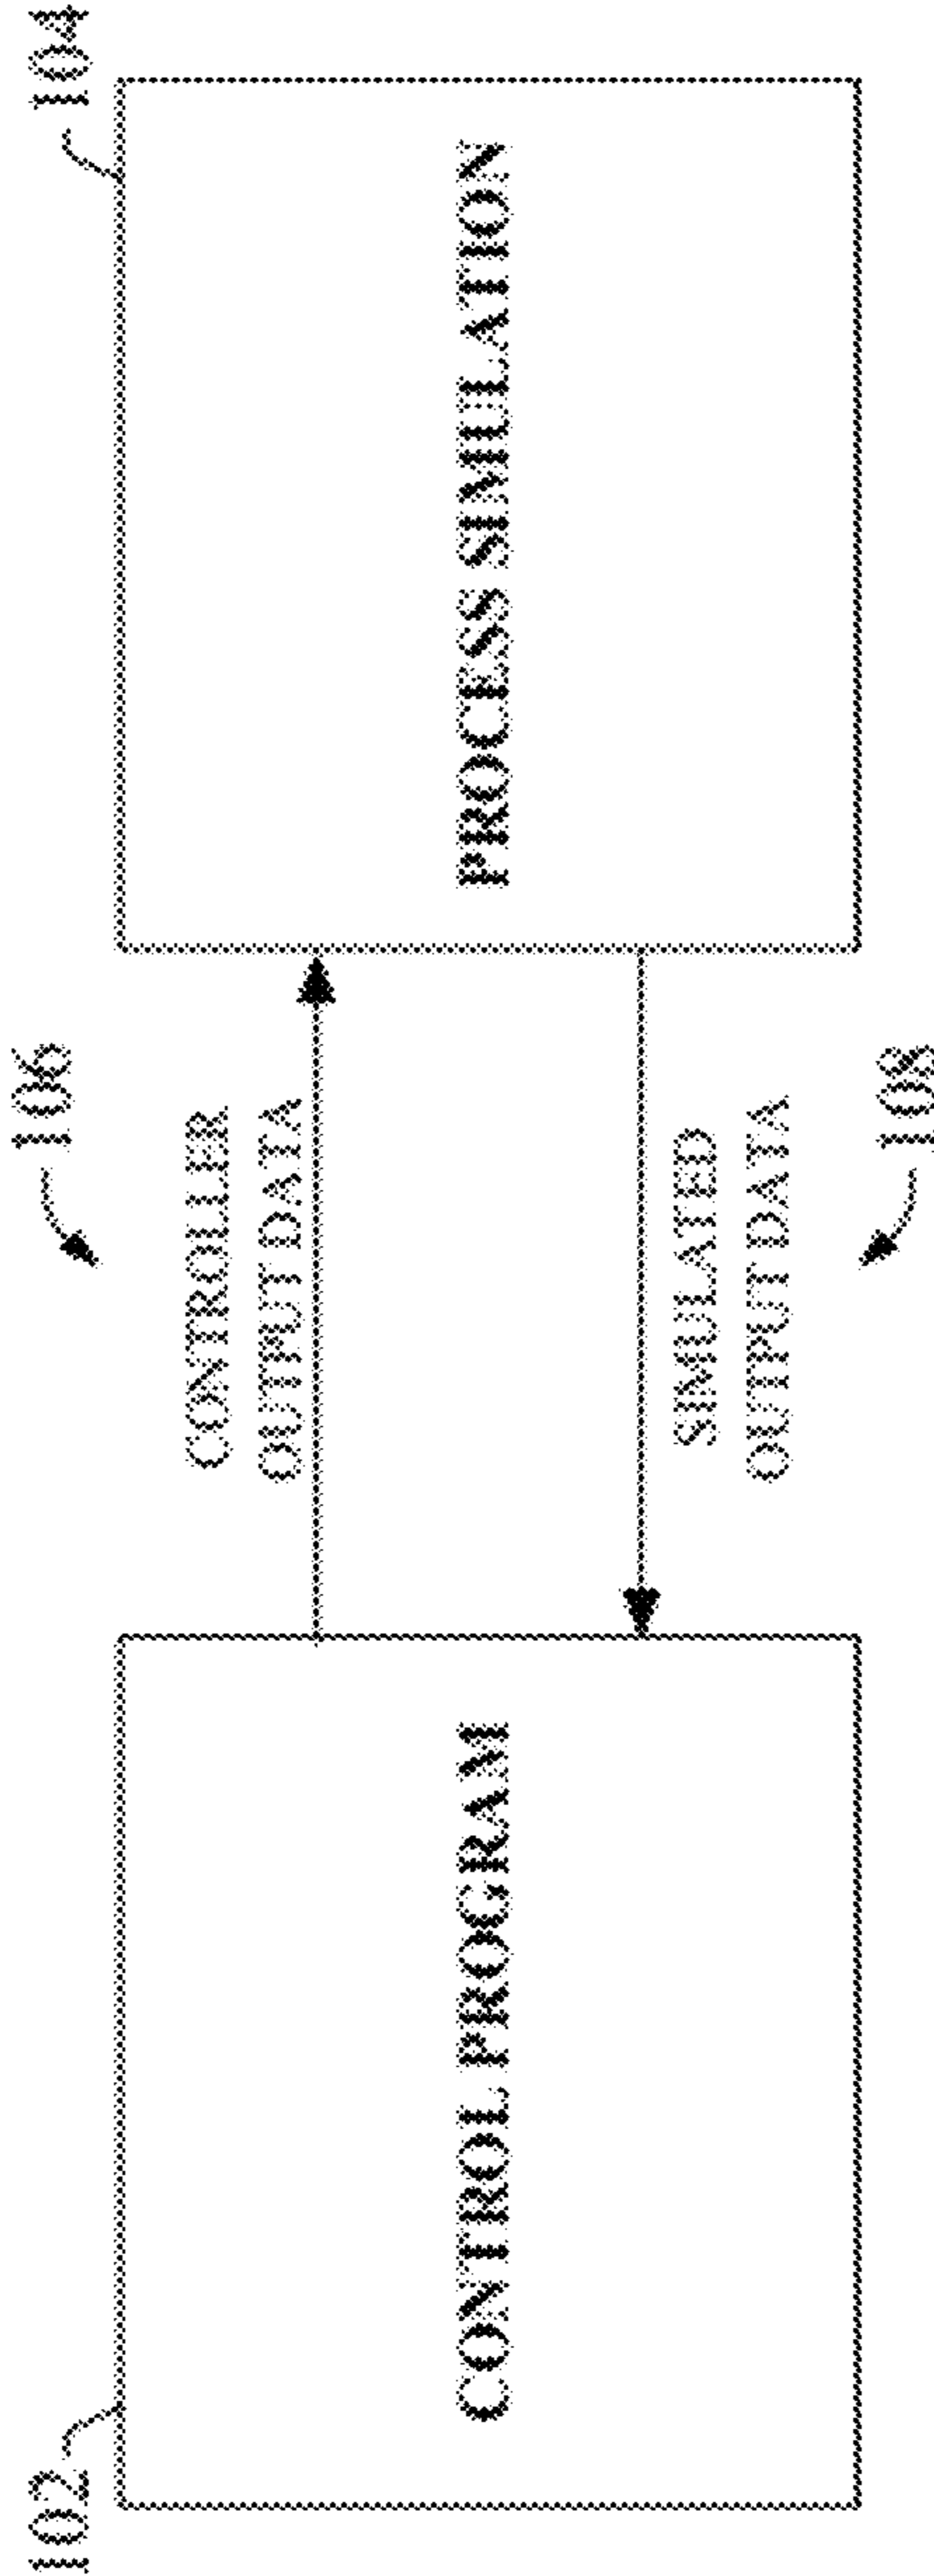 102
104
106
CONTROLLER
OUTPUT DATA
CONTROL PROGRAM
PROCESS SIMULATION
SIMULATED
OUTPUT DATA
108